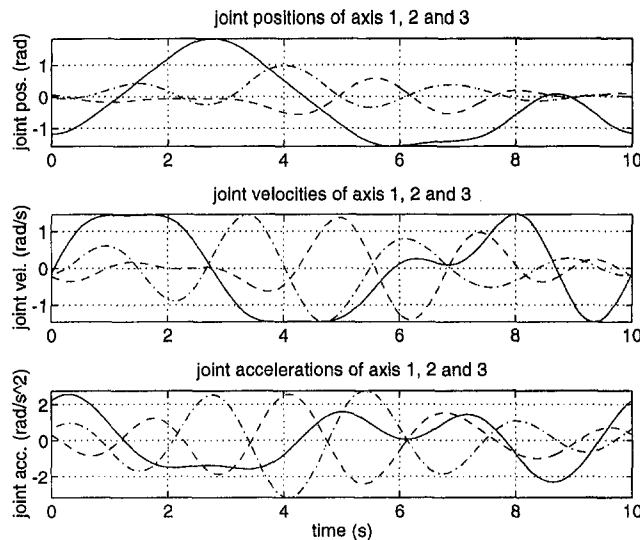 joint positions of axis 1, 2 and 3
joint pos. (rad)
1
0
-1
0 2 4 6 8 10
joint velocities of axis 1, 2 and 3
joint vel. (rad/s)
1
0
-1
0 2 4 6 8 10
joint accelerations of axis 1, 2 and 3
joint acc. (rad/s^2)
2
0
-2
0 2 4 6 8 10
time (s)